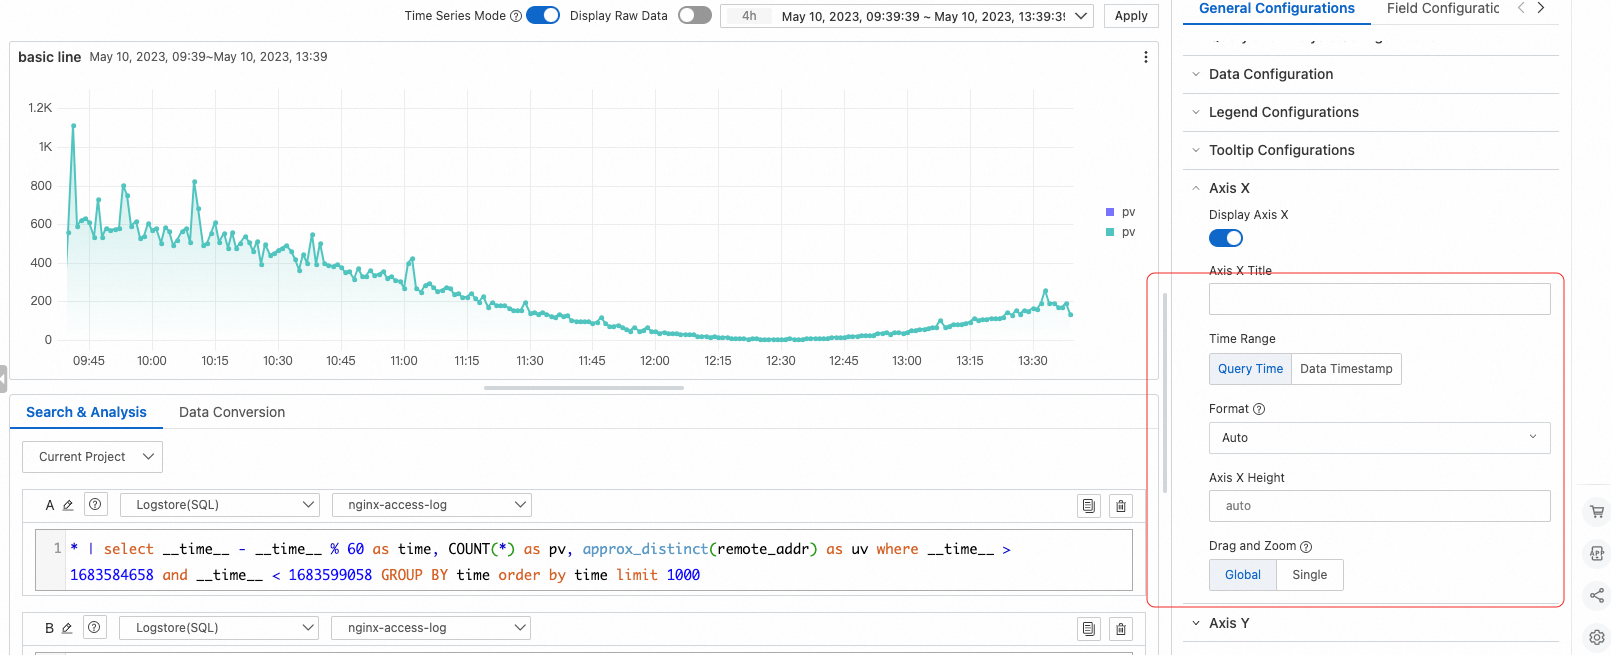 Time Series Mode
Display Raw Data
4h May 10, 2023, 09:39:39 ~ May 10, 2023, 13:39:39
Apply
General Configurations
Field Configuratic
basic line May 10, 2023, 09:39~May 10, 2023, 13:39
1.2K
1K
800
600
400
200
0
09:45 10:00 10:15 10:30 10:45 11:00 11:15 11:30 11:45 12:00 12:15 12:30 12:45 13:00 13:15 13:30
pv
pv
Data Configuration
Legend Configurations
Tooltip Configurations
Axis X
Display Axis X
Axis X Title
Time Range
Query Time Data Timestamp
Format
Auto
Axis X Height
auto
Drag and Zoom
Global Single
Axis Y
Search & Analysis Data Conversion
Current Project
A Logstore(SQL) nginx-access-log
1 * | select __time__ - __time__ % 60 as time, COUNT(*) as pv, approx_distinct(remote_addr) as uv where __time__ >
1683584658 and __time__ < 1683599058 GROUP BY time order by time limit 1000
B Logstore(SQL) nginx-access-log